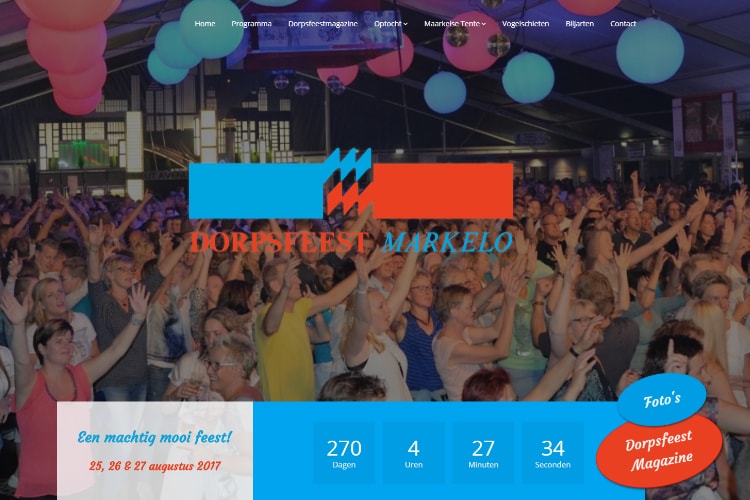 Home Programma Dorpsfeestmagazine Optocht Maarkelse Tente Vogelschieten Biljarten Contact
DORPSFEEST MARKELO
Een machtig mooi feest!
25, 26 & 27 augustus 2017
270 4 27 34
Dagen Uren Minuten Seconden
Foto's
Dorpsfeest
Magazine